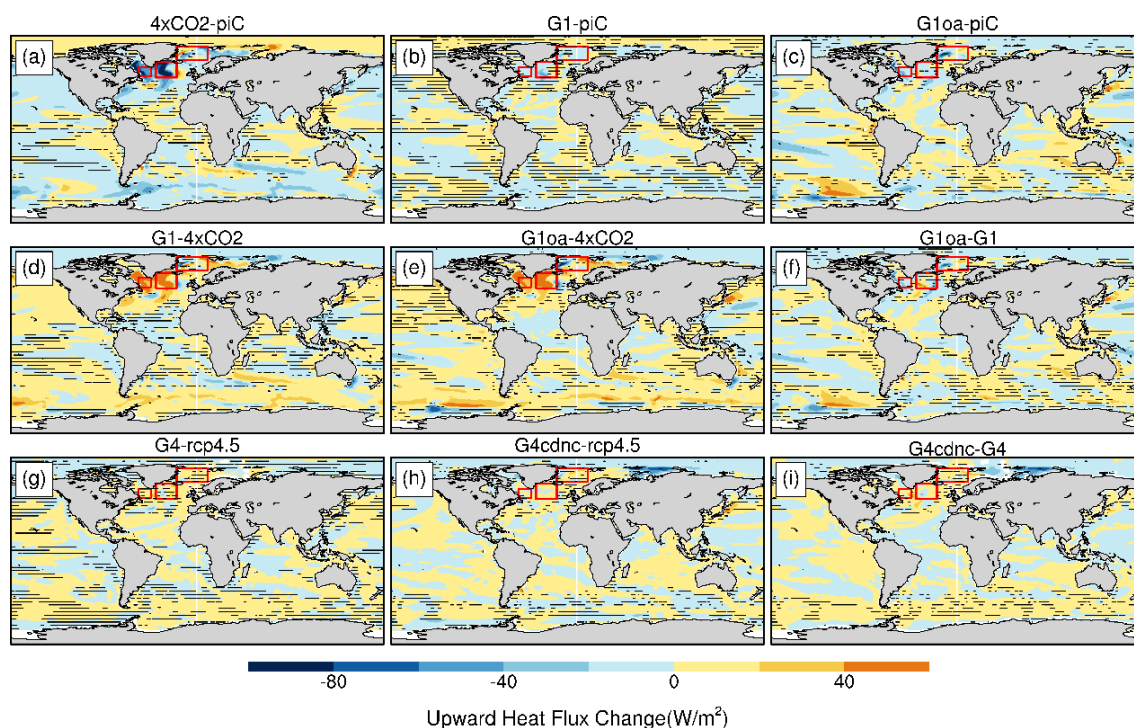 4xCO2-piC
G1-piC
G1oa-piC
(a)
(b)
(c)
G1-4xCO2
G1oa-4xCO2
G1oa-G1
(d)
(e)
(f)
G4-rcp4.5
G4cdnc-rcp4.5
G4cdnc-G4
(g)
(h)
(i)
-80 -40 0 40
Upward Heat Flux Change(W/m²)